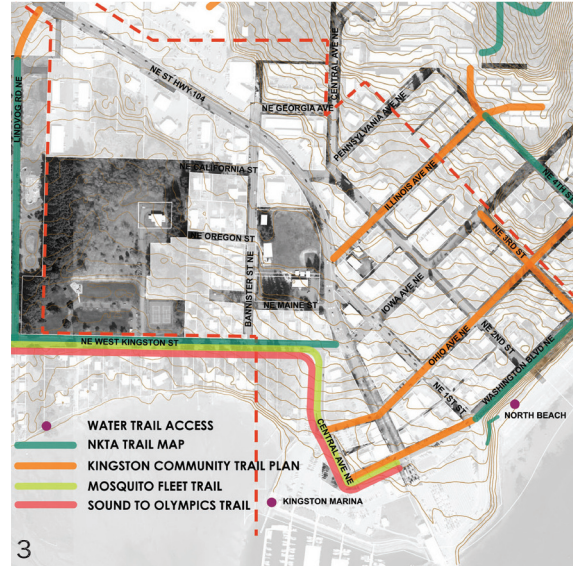 LINDVOG RD NE
NE ST HWY 104
CENTRAL AVE NE
NE GEORGIA AVE
PENNSYLVANIA AVE NE
NE CALIFORNIA ST
ILLINOIS AVE NE
NE 4TH ST
NE OREGON ST
BANNISTER ST NE
NE 3RD ST
IOWA AVE NE
NE MAINE ST
NE WEST KINGSTON ST
OHIO AVE NE
NE 2ND ST
WASHINGTON BLVD NE
NE 1ST ST
NORTH BEACH
CENTRAL AVE NE
WATER TRAIL ACCESS
NKTA TRAIL MAP
KINGSTON COMMUNITY TRAIL PLAN
MOSQUITO FLEET TRAIL
SOUND TO OLYMPICS TRAIL
KINGSTON MARINA
3